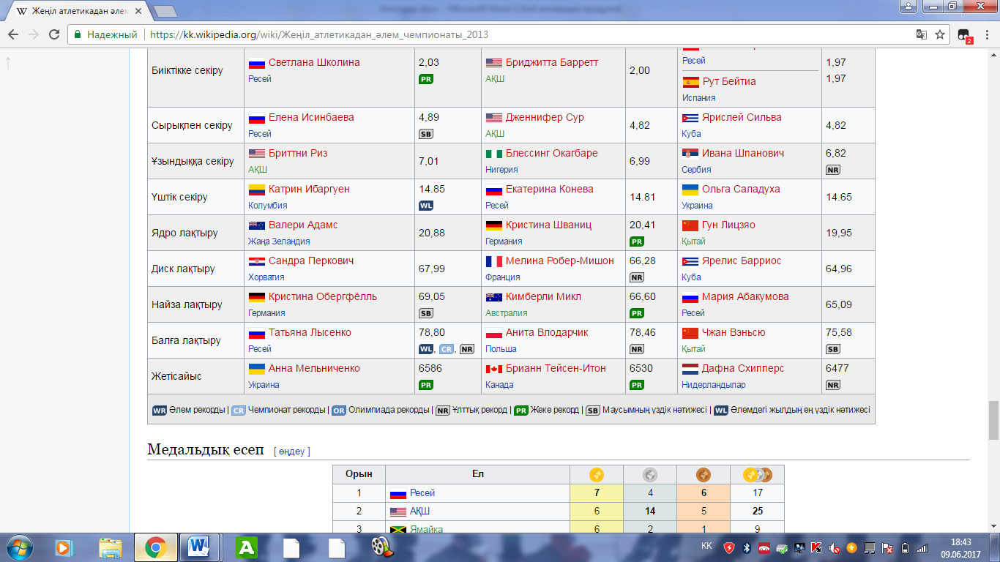 Жеңіл атлетикадан әлем
Надежный https://kk.wikipedia.org/wiki/Жеңіл_атлетикадан_әлем_чемпионаты_2013
2
Биіктікке секіру Светлана Школина Ресей 2,03 PR Бриджитта Барретт АҚШ 2,00 Ресей 1,97
Рут Бейтиа Испания 1,97
Сырықпен секіру Елена Исинбаева Ресей 4,89 SB Дженнифер Сур АҚШ 4,82 Ярислей Сильва Куба 4,82
Ұзындыққа секіру Бриттни Риз АҚШ 7,01 Блессинг Окагбаре Нигерия 6,99 Ивана Шпанович Сербия 6,82 NR
Үштік секіру Катрин Ибаргуен Колумбия 14.85 WL Екатерина Конева Ресей 14.81 Ольга Саладуха Украина 14.65
Ядро лақтыру Валери Адамс Жаңа Зеландия 20,88 Кристина Шваниц Германия 20,41 PR Гун Лицзяо Қытай 19,95
Диск лақтыру Сандра Перкович Хорватия 67,99 Мелина Робер-Мишон Франция 66,28 NR Ярелис Барриос Куба 64,96
Найза лақтыру Кристина Обергфёлль Германия 69,05 SB Кимберли Микл Австралия 66,60 PR Мария Абакумова Ресей 65,09
Балға лақтыру Татьяна Лысенко Ресей 78,80 WL, CR, NR Анита Влодарчик Польша 78,46 NR Чжан Вэньсю Қытай 75,58 SB
Жетісайыс Анна Мельниченко Украина 6586 PR Брианн Тейсен-Итон Канада 6530 PR Дафна Схипперс Нидерландылар 6477 NR
WR Әлем рекорды | CR Чемпионат рекорды | OR Олимпиада рекорды | NR Ұлттық рекорд | PR Жеке рекорд | SB Маусымның үздік нәтижесі | WL Әлемдегі жылдың ең үздік нәтижесі
Медальдық есеп [ өңдеу ]
Орын Ел
1 Ресей 7 4 6 17
2 АҚШ 6 14 5 25
3 Ямайка 6 2 1 9
KK 18:43
09.06.2017